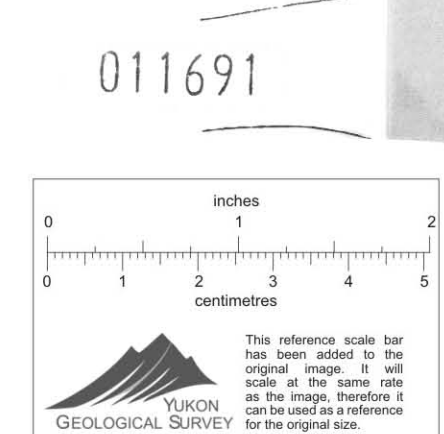 011691
inches
0 1 2
0 1 2 3 4 5
centimetres
This reference scale bar
has been added to the
original image. It will
scale at the same rate
as the image, therefore it
can be used as a reference
for the original size.
YUKON
GEOLOGICAL SURVEY